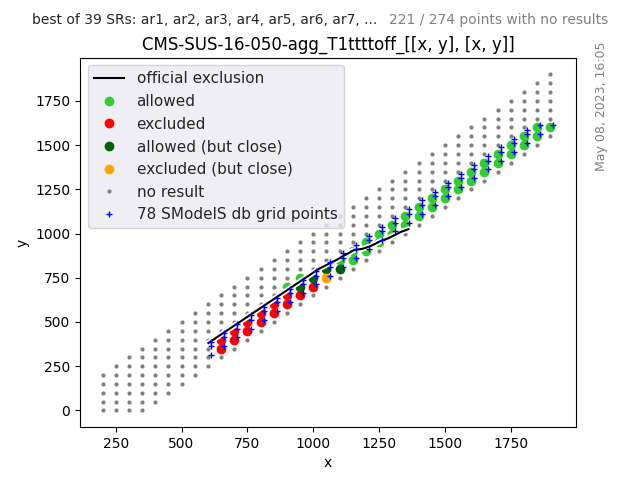 best of 39 SRs: ar1, ar2, ar3, ar4, ar5, ar6, ar7, ... 221 / 274 points with no results
CMS-SUS-16-050-agg_T1ttttoff_[[x, y], [x, y]]
May 08, 2023, 16:05
official exclusion
allowed
excluded
allowed (but close)
excluded (but close)
no result
78 SModelS db grid points
1750
1500
1250
1000
750
500
250
0
y
250 500 750 1000 1250 1500 1750
x